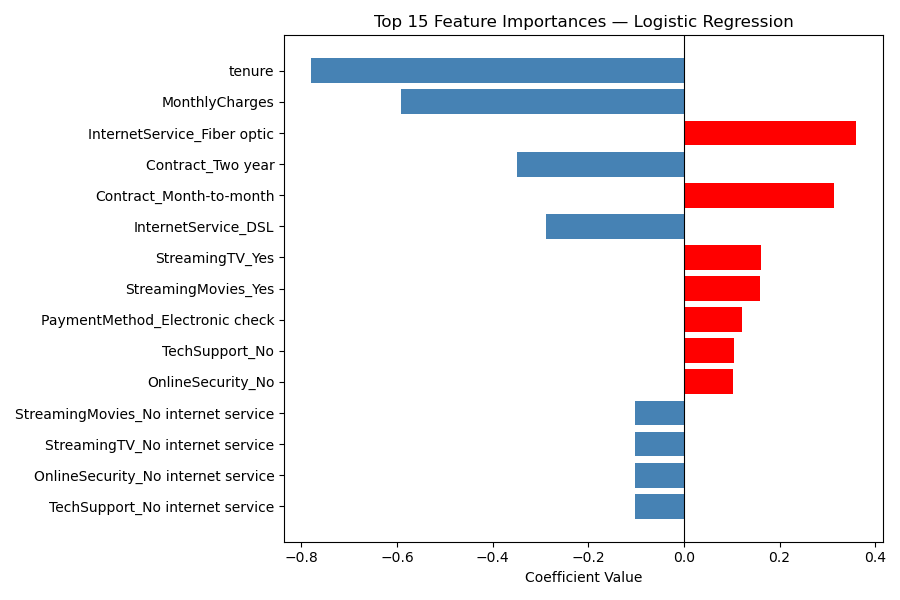 Top 15 Feature Importances — Logistic Regression
tenure
MonthlyCharges
InternetService_Fiber optic
Contract_Two year
Contract_Month-to-month
InternetService_DSL
StreamingTV_Yes
StreamingMovies_Yes
PaymentMethod_Electronic check
TechSupport_No
OnlineSecurity_No
StreamingMovies_No internet service
StreamingTV_No internet service
OnlineSecurity_No internet service
TechSupport_No internet service
−0.8 −0.6 −0.4 −0.2 0.0 0.2 0.4
Coefficient Value